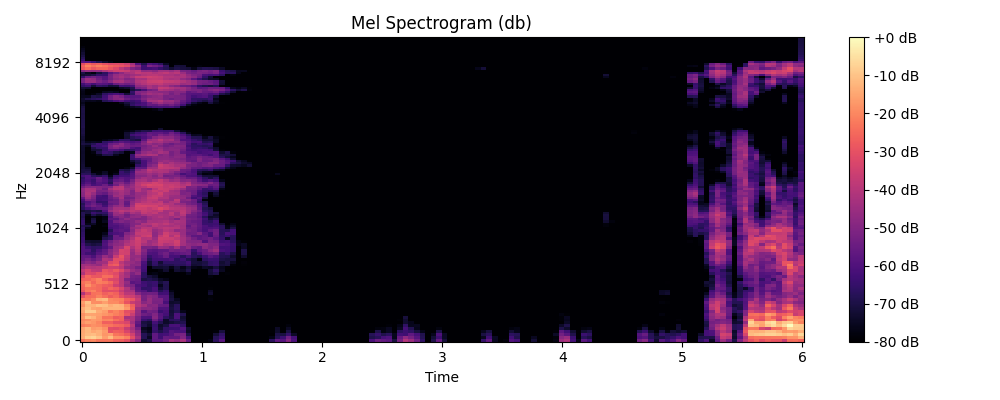 Mel Spectrogram (db)
Hz
8192
4096
2048
1024
512
0
0 1 2 3 4 5 6
Time
+0 dB
-10 dB
-20 dB
-30 dB
-40 dB
-50 dB
-60 dB
-70 dB
-80 dB